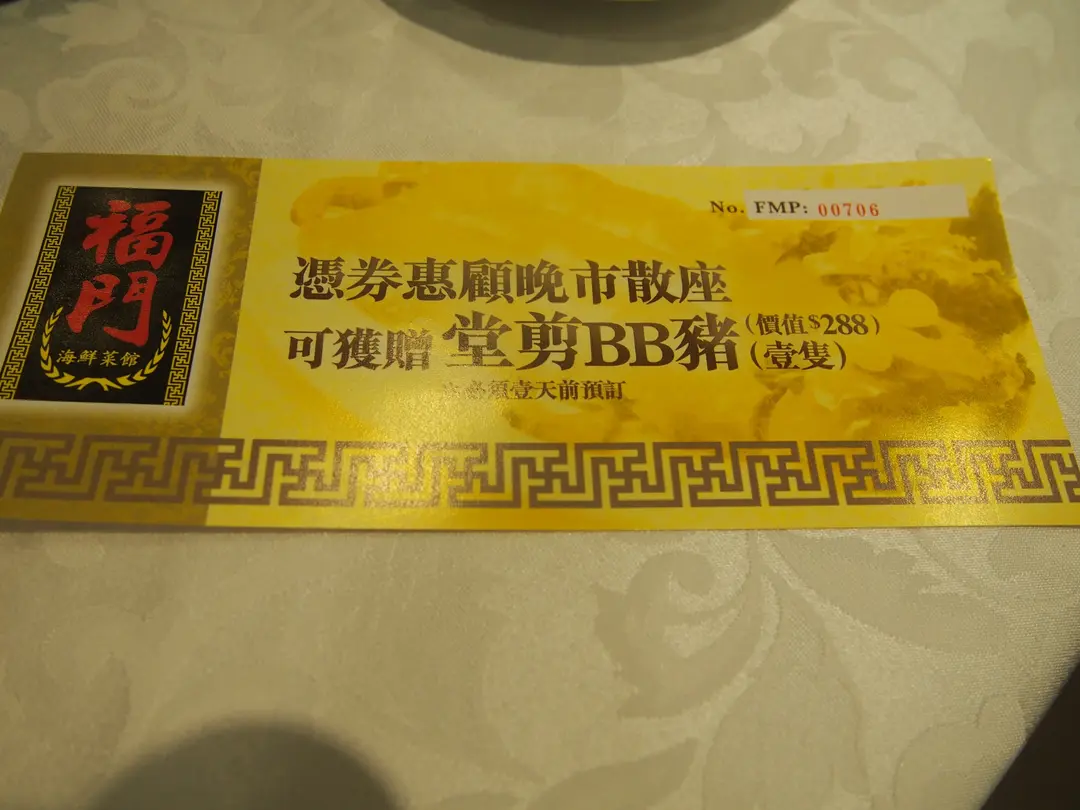 福門
海鮮菜館
No. FMP: 00706
憑券惠顧晚市散座
可獲贈堂剪BB豬(價值$288)(壹隻)
必須壹天前預訂